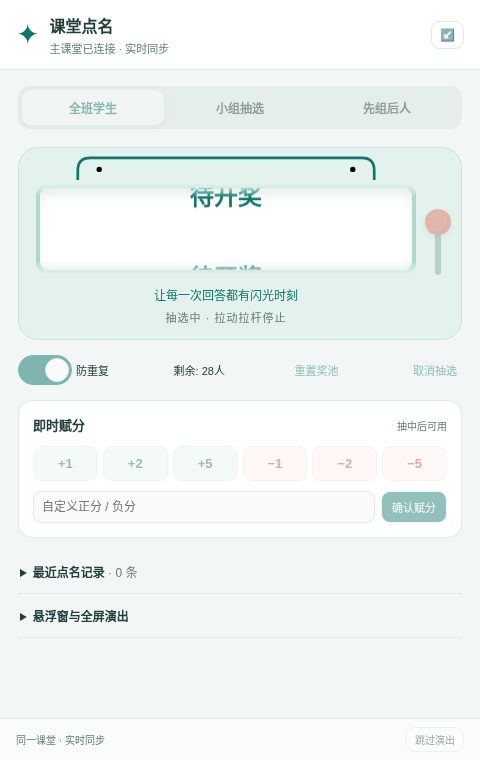 课堂点名
主课堂已连接 · 实时同步
全班学生 小组抽选 先组后人
待开奖
待开奖
让每一次回答都有闪光时刻
抽选中 · 拉动拉杆停止
防重复 剩余: 28人 重置奖池 取消抽选
即时赋分 抽中后可用
+1 +2 +5 −1 −2 −5
自定义正分 / 负分 确认赋分
最近点名记录 · 0 条
悬浮窗与全屏演出
同一课堂 · 实时同步 跳过演出